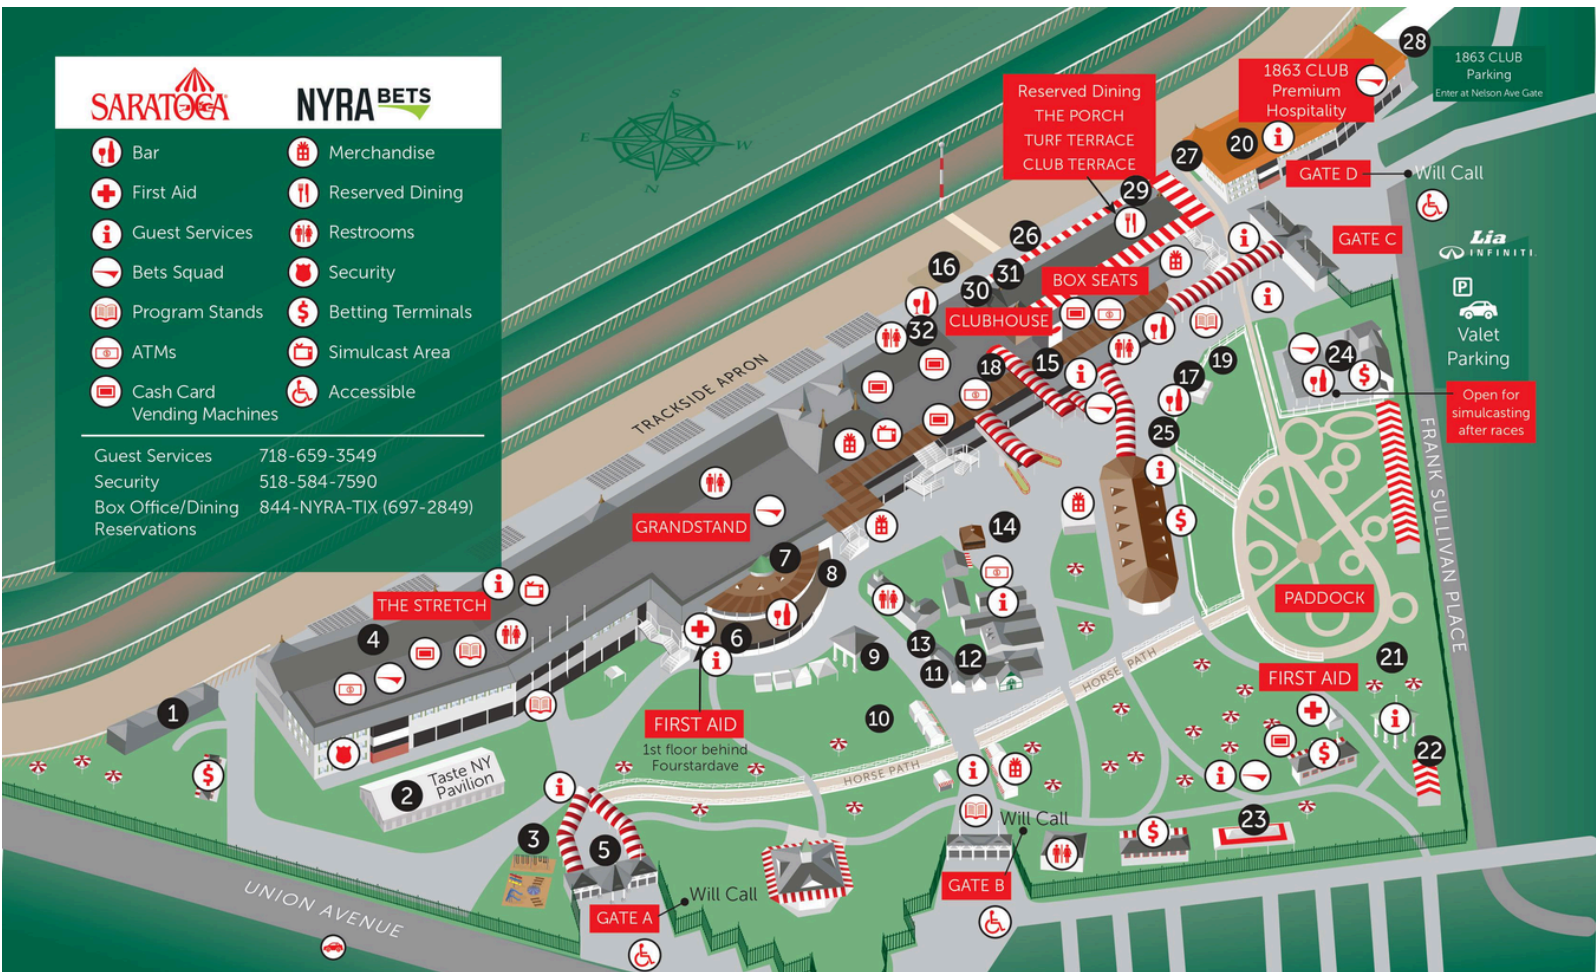 SARATOGA
NYRA BETS
Bar
Merchandise
First Aid
Reserved Dining
Guest Services
Restrooms
Bets Squad
Security
Program Stands
Betting Terminals
ATMs
Simulcast Area
Cash Card
Vending Machines
Accessible
Guest Services 718-659-3549
Security 518-584-7590
Box Office/Dining 844-NYRA-TIX (697-2849)
Reservations
S
E
W
N
28
1863 CLUB
Parking
Enter at Nelson Ave Gate
1863 CLUB
Premium
Hospitality
20
27
Reserved Dining
THE PORCH
TURF TERRACE
CLUB TERRACE
GATE D
Will Call
29
26
GATE C
Lia
INFINITI.
16
31
30
BOX SEATS
CLUBHOUSE
P
Valet
Parking
32
18
15
19
17
24
Open for
simulcasting
after races
TRACKSIDE APRON
25
FRANK SULLIVAN PLACE
GRANDSTAND
14
7
8
THE STRETCH
PADDOCK
4
6
9
13
11
12
HORSE PATH
21
FIRST AID
1
10
FIRST AID
1st floor behind
Fourstardave
22
HORSE PATH
2
Taste NY
Pavilion
3
5
Will Call
23
GATE B
GATE A
Will Call
UNION AVENUE